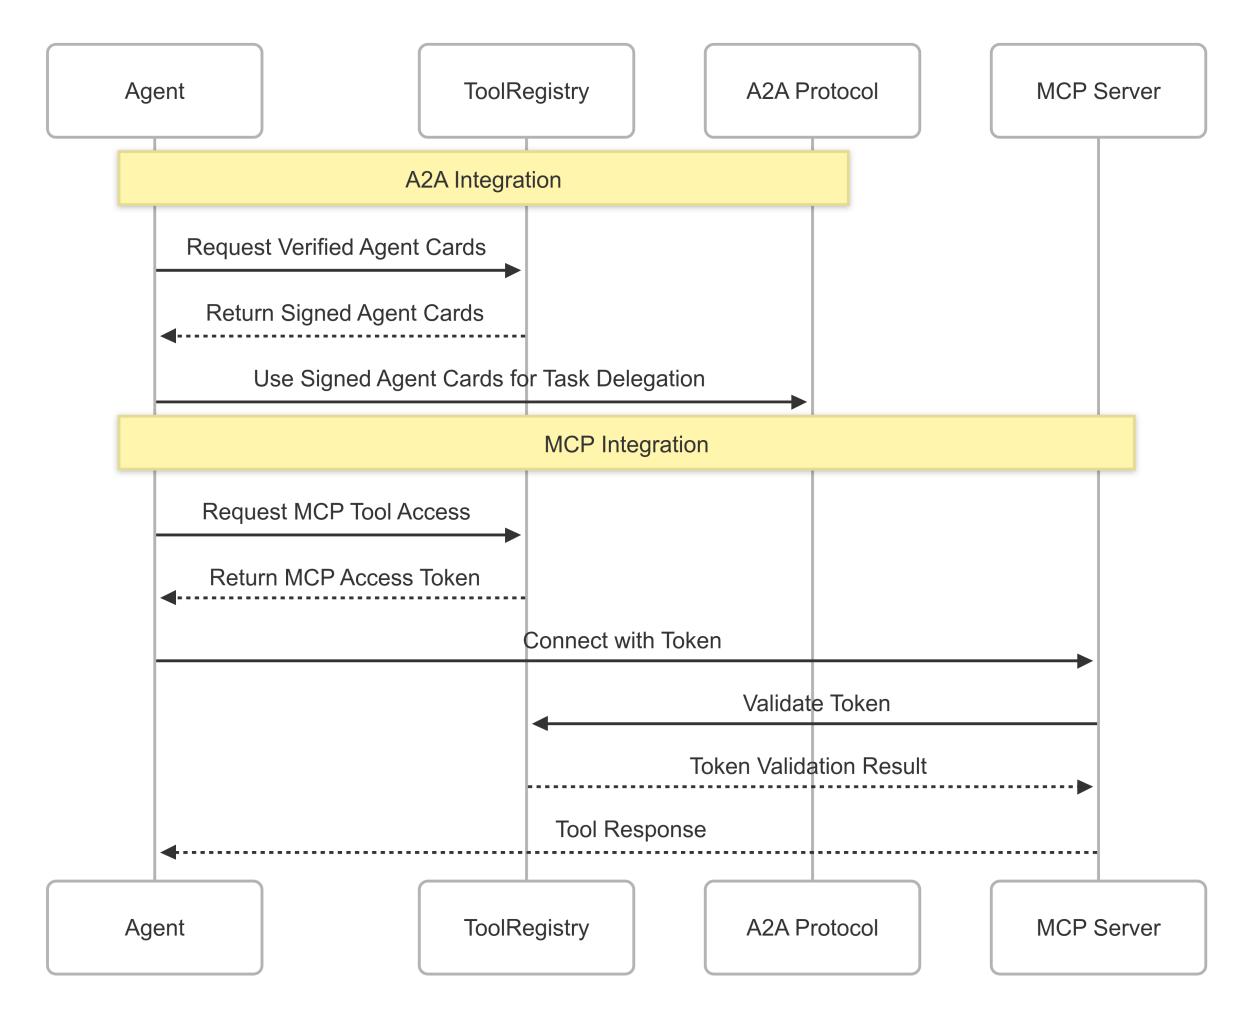 Agent
ToolRegistry
A2A Protocol
MCP Server
A2A Integration
Request Verified Agent Cards
Return Signed Agent Cards
Use Signed Agent Cards for Task Delegation
MCP Integration
Request MCP Tool Access
Return MCP Access Token
Connect with Token
Validate Token
Token Validation Result
Tool Response
Agent
ToolRegistry
A2A Protocol
MCP Server